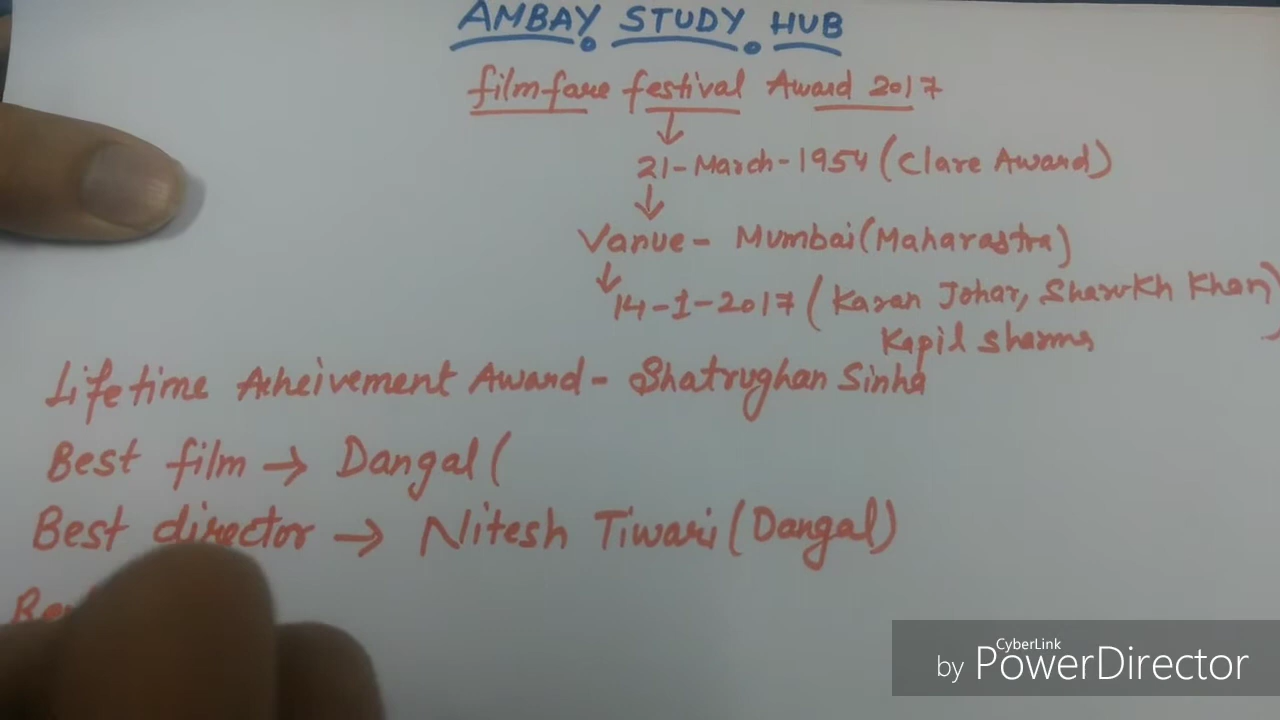 AMBAY STUDY HUB
filmfare festival Award 2017
21-March-1954 (Clare Award)
Vanue - Mumbai (Maharastra)
14-1-2017 (Karan Johar, Sharukh Khan)
Kapil Sharma
Lifetime Acheivement Award - Shatrughan Sinha
Best film → Dangal (
Best director → Nitesh Tiwari (Dangal)
CyberLink
by PowerDirector